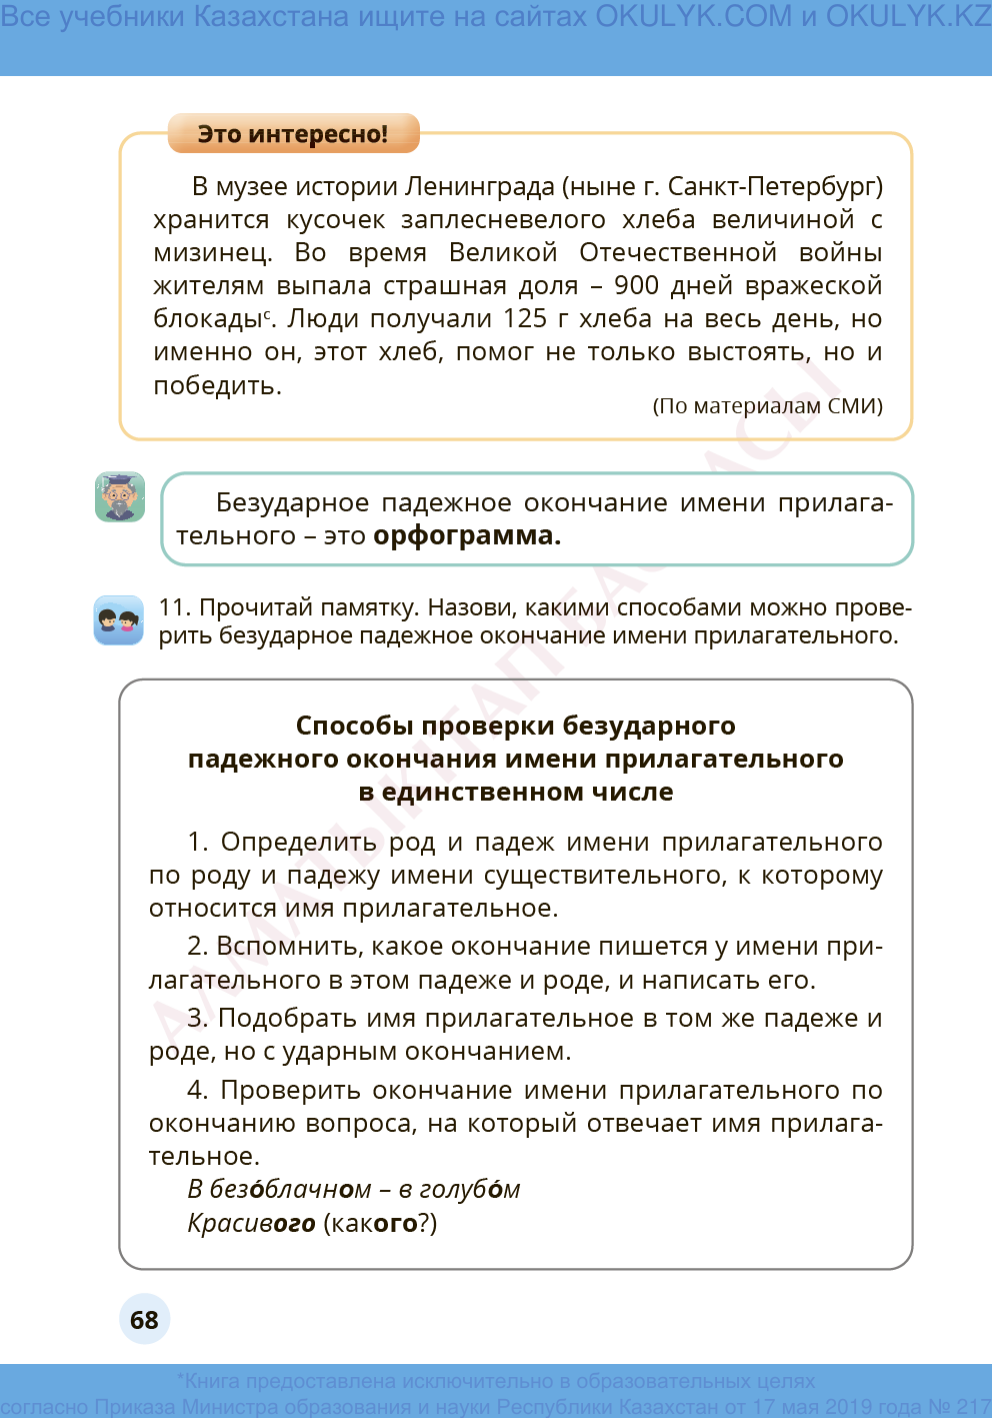 Все учебники Казахстана ищите на сайтах OKULYK.COM и OKULYK.KZ
Это интересно!
В музее истории Ленинграда (ныне г. Санкт-Петербург)
хранится кусочек заплесневелого хлеба величиной с
мизинец. Во время Великой Отечественной войны
жителям выпала страшная доля – 900 дней вражеской
блокадыᶜ. Люди получали 125 г хлеба на весь день, но
именно он, этот хлеб, помог не только выстоять, но и
победить.
(По материалам СМИ)
Безударное падежное окончание имени прилага-
тельного – это орфограмма.
11. Прочитай памятку. Назови, какими способами можно прове-
рить безударное падежное окончание имени прилагательного.
Способы проверки безударного
падежного окончания имени прилагательного
в единственном числе
1. Определить род и падеж имени прилагательного
по роду и падежу имени существительного, к которому
относится имя прилагательное.
2. Вспомнить, какое окончание пишется у имени при-
лагательного в этом падеже и роде, и написать его.
3. Подобрать имя прилагательное в том же падеже и
роде, но с ударным окончанием.
4. Проверить окончание имени прилагательного по
окончанию вопроса, на который отвечает имя прилага-
тельное.
В безо́блачном – в голубо́м
Красивого (какого?)
68
*Книга предоставлена исключительно в образовательных целях
согласно Приказа Министра образования и науки Республики Казахстан от 17 мая 2019 года № 217